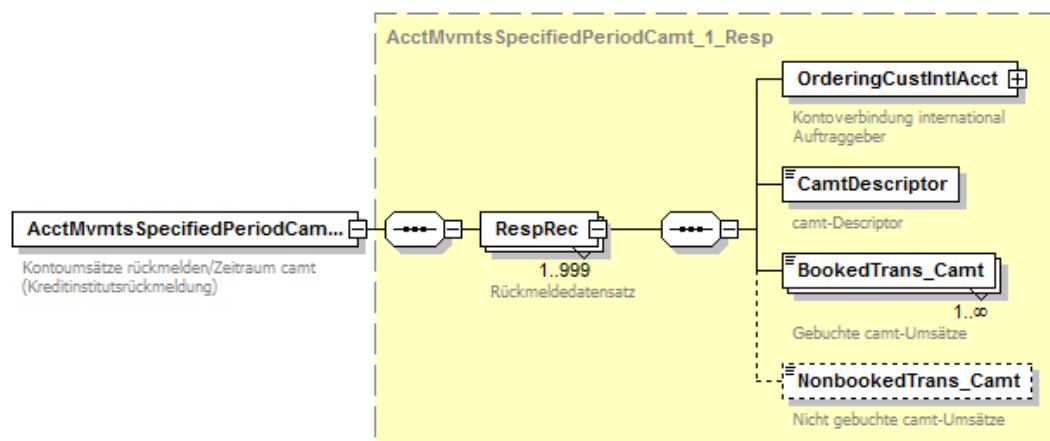 AcctMvmtsSpecifiedPeriodCamt_1_Resp
OrderingCustIntlAcct
Kontoverbindung international
Auftraggeber
CamtDescriptor
camt-Descriptor
AcctMvmtsSpecifiedPeriodCam...
Kontoumsätze rückmelden/Zeitraum camt
(Kreditinstitutsrückmeldung)
RespRec
1..999
Rückmeldedatensatz
BookedTrans_Camt
1..∞
Gebuchte camt-Umsätze
NonbookedTrans_Camt
Nicht gebuchte camt-Umsätze